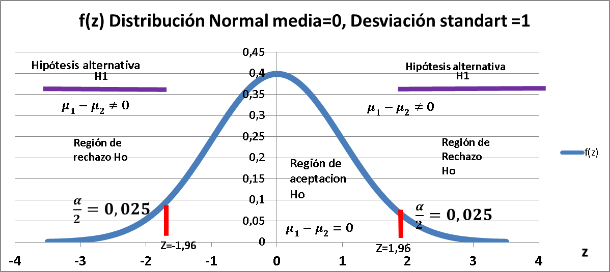 f(z) Distribución Normal media=0, Desviación standart =1
0,45
0,4
0,35
0,3
0,25
0,2
0,15
0,1
0,05
0
Hipótesis alternativa
H1
μ₁ − μ₂ ≠ 0
Región de
rechazo Ho
α/2 = 0,025
Z=-1,96
Región de
aceptacion
Ho
μ₁ − μ₂ = 0
Hipótesis alternativa
H1
μ₁ − μ₂ ≠ 0
Región de
Rechazo
Ho
α/2 = 0,025
Z=1,96
f(z)
-4 -3 -2 -1 0 1 2 3 4
z